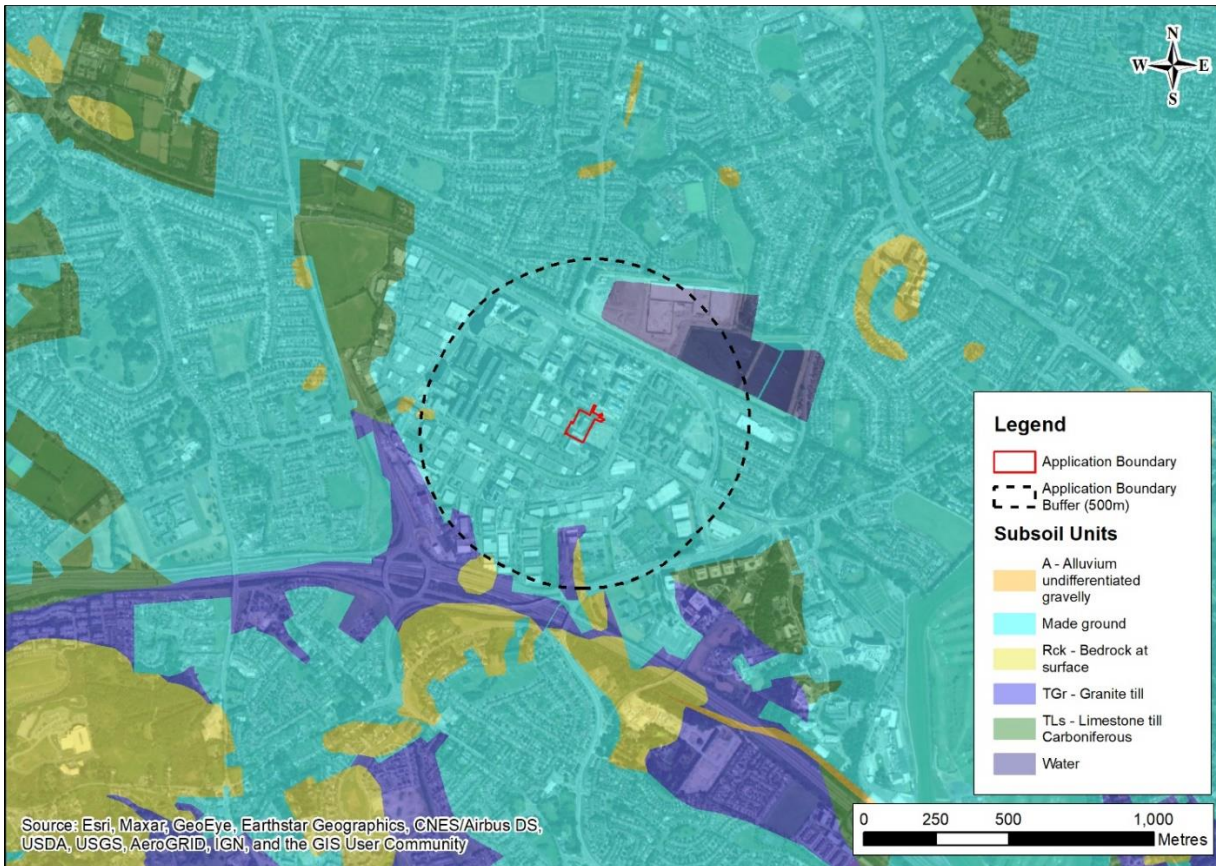 N
W E
S
Legend
Application Boundary
Application Boundary
Buffer (500m)
Subsoil Units
A - Alluvium
undifferentiated
gravelly
Made ground
Rck - Bedrock at
surface
TGr - Granite till
TLs - Limestone till
Carboniferous
Water
0 250 500 1,000
Metres
Source: Esri, Maxar, GeoEye, Earthstar Geographics, CNES/Airbus DS,
USDA, USGS, AeroGRID, IGN, and the GIS User Community